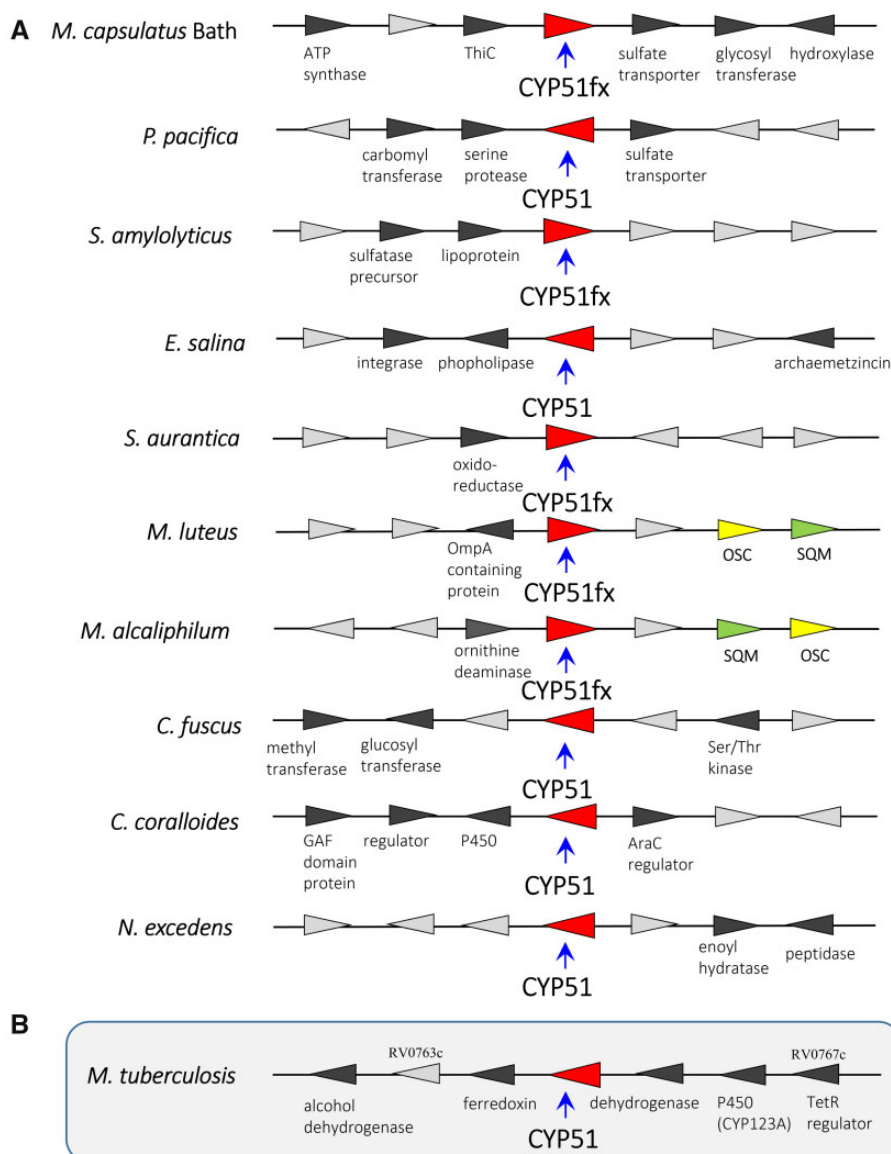 A
M. capsulatus Bath
ATP
synthase
ThiC
sulfate
transporter
glycosyl
transferase
hydroxylase
CYP51fx
P. pacifica
carbomyl
transferase
serine
protease
sulfate
transporter
CYP51
S. amylolyticus
sulfatase
precursor
lipoprotein
CYP51fx
E. salina
integrase
phopholipase
archaemetzincin
CYP51
S. aurantica
oxido-
reductase
CYP51fx
M. luteus
OmpA
containing
protein
OSC
SQM
CYP51fx
M. alcaliphilum
ornithine
deaminase
SQM
OSC
CYP51fx
C. fuscus
methyl
transferase
glucosyl
transferase
Ser/Thr
kinase
CYP51
C. coralloides
GAF
domain
protein
regulator
P450
AraC
regulator
CYP51
N. excedens
enoyl
hydratase
peptidase
CYP51
B
M. tuberculosis
RV0763c
RV0767c
alcohol
dehydrogenase
ferredoxin
dehydrogenase
P450
(CYP123A)
TetR
regulator
CYP51